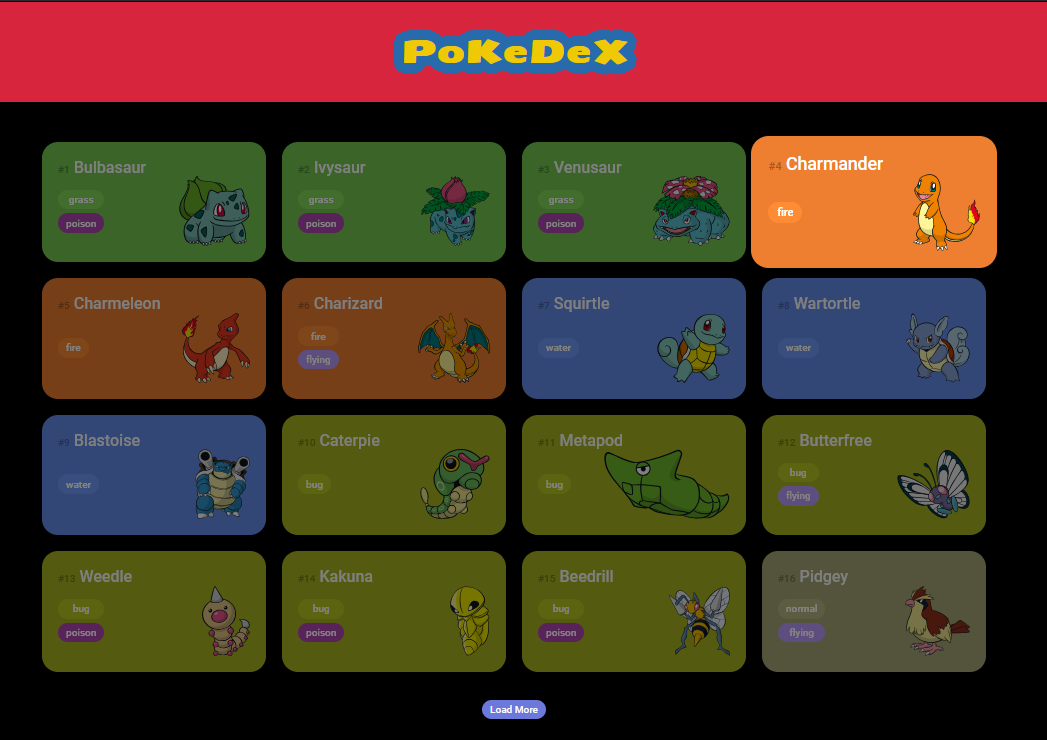 PoKeDeX
#1 Bulbasaur
grass
poison
#2 Ivysaur
grass
poison
#3 Venusaur
grass
poison
#4 Charmander
fire
#5 Charmeleon
fire
#6 Charizard
fire
flying
#7 Squirtle
water
#8 Wartortle
water
#9 Blastoise
water
#10 Caterpie
bug
#11 Metapod
bug
#12 Butterfree
bug
flying
#13 Weedle
bug
poison
#14 Kakuna
bug
poison
#15 Beedrill
bug
poison
#16 Pidgey
normal
flying
Load More